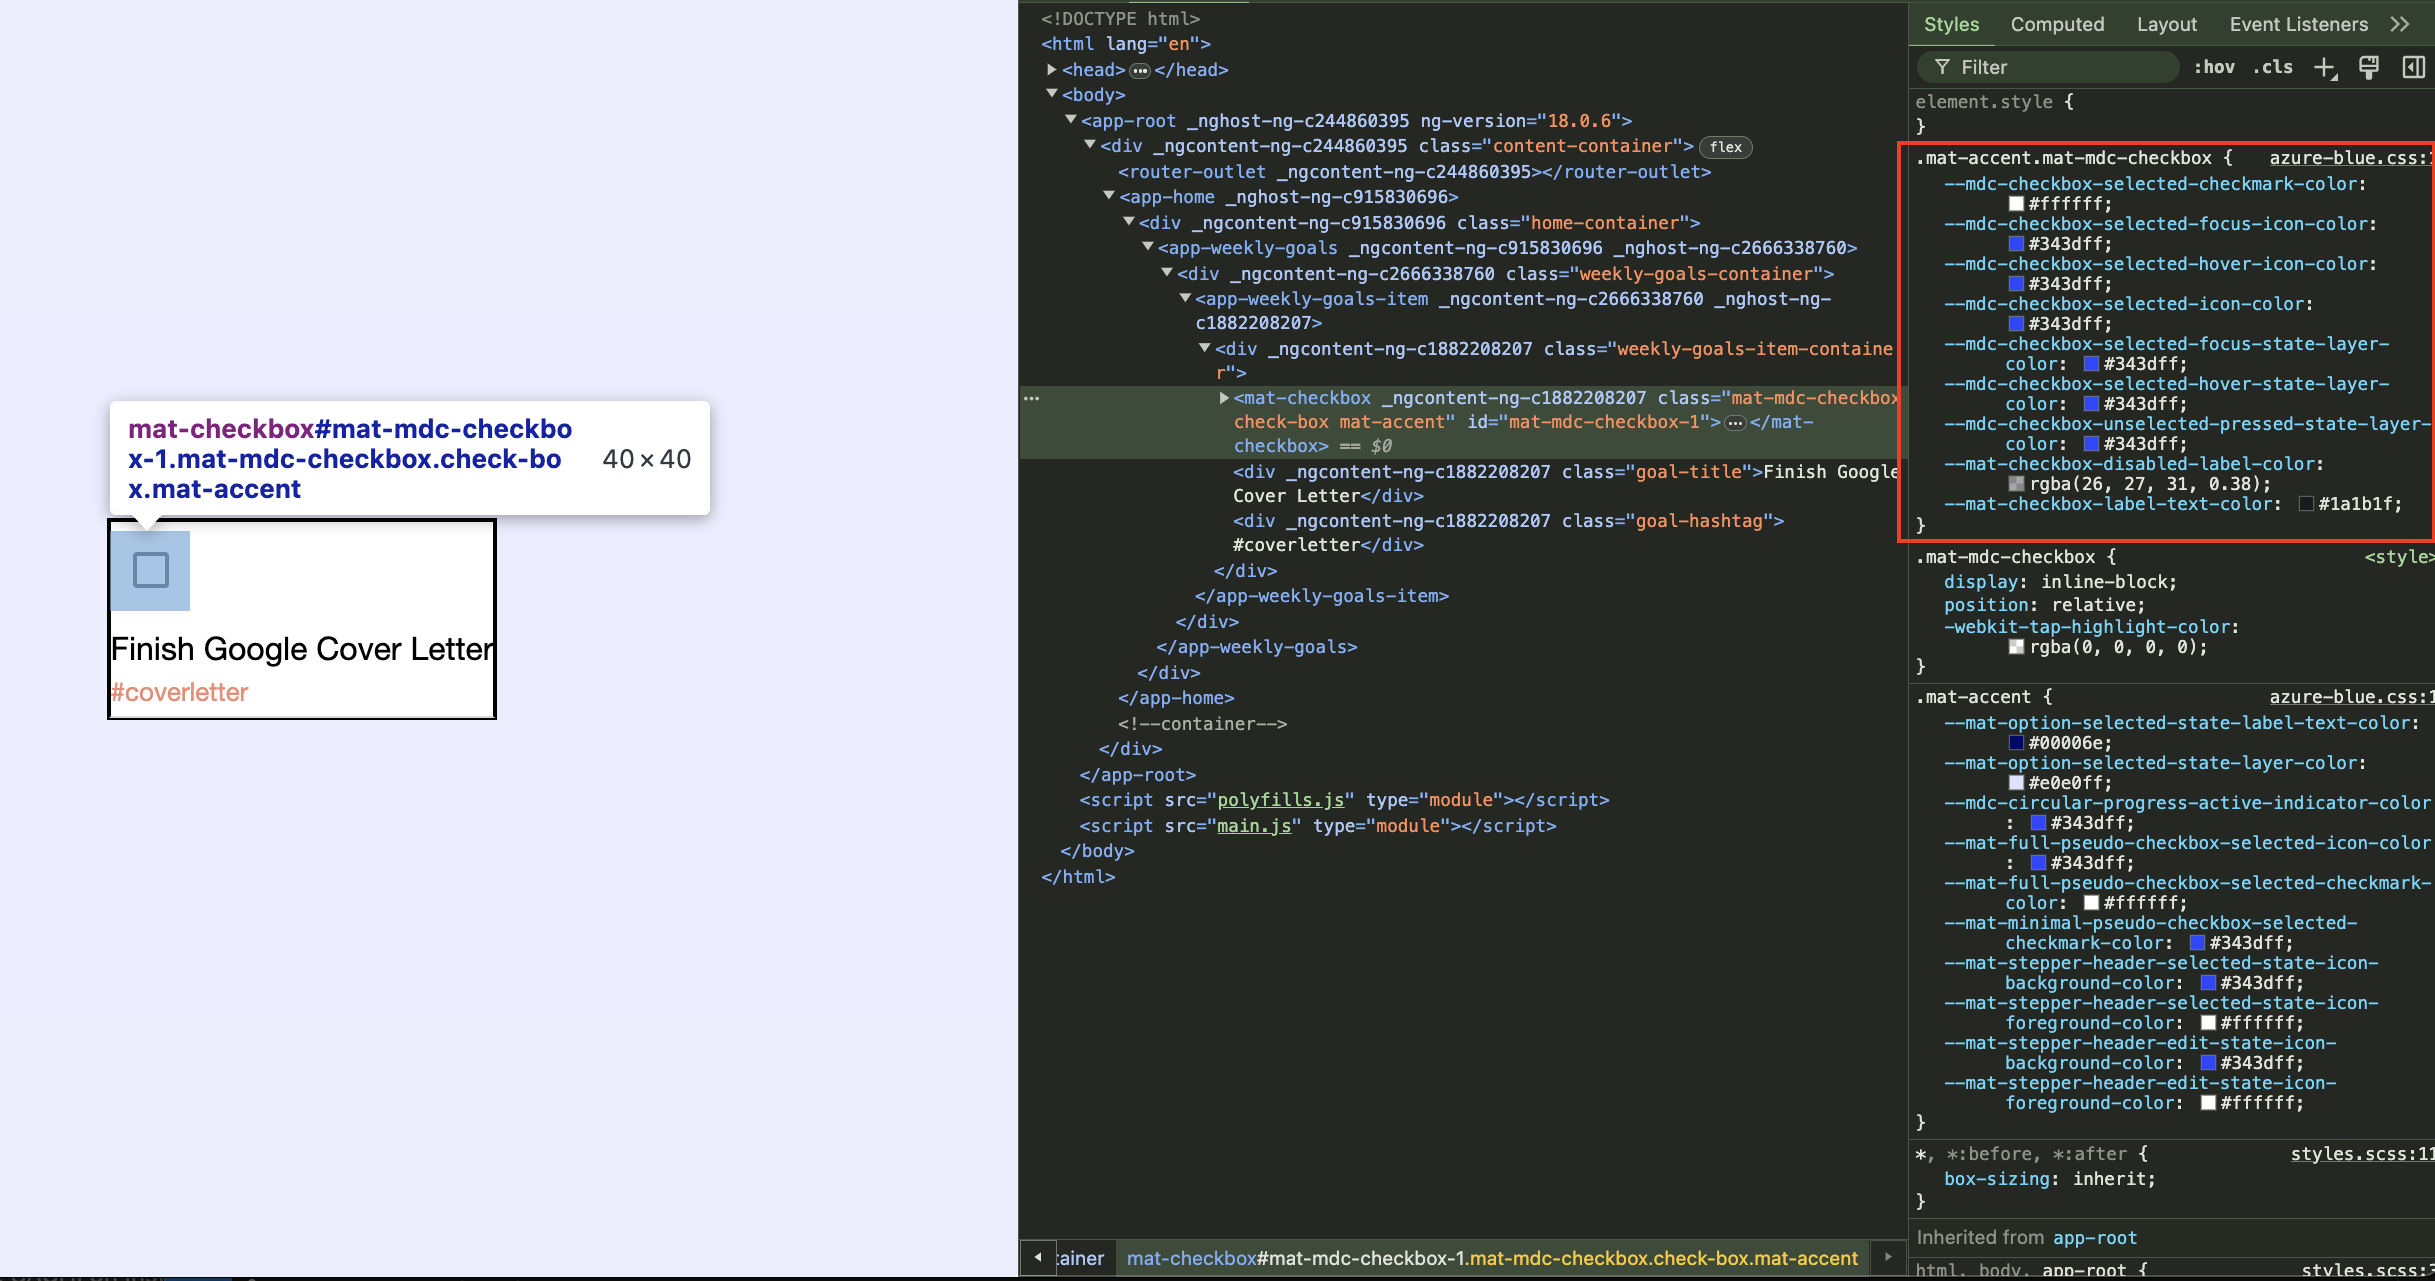 mat-checkbox#mat-mdc-checkbo
x-1.mat-mdc-checkbox.check-bo
x.mat-accent
40 × 40
Finish Google Cover Letter
#coverletter
<!DOCTYPE html>
<html lang="en">
<head> ••• </head>
<body>
<app-root _nghost-ng-c244860395 ng-version="18.0.6">
<div _ngcontent-ng-c244860395 class="content-container"> flex
<router-outlet _ngcontent-ng-c244860395></router-outlet>
<app-home _nghost-ng-c915830696>
<div _ngcontent-ng-c915830696 class="home-container">
<app-weekly-goals _ngcontent-ng-c915830696 _nghost-ng-c2666338760>
<div _ngcontent-ng-c2666338760 class="weekly-goals-container">
<app-weekly-goals-item _ngcontent-ng-c2666338760 _nghost-ng-
c1882208207>
<div _ngcontent-ng-c1882208207 class="weekly-goals-item-containe
r">
••• <mat-checkbox _ngcontent-ng-c1882208207 class="mat-mdc-checkbox
check-box mat-accent" id="mat-mdc-checkbox-1"> ••• </mat-
checkbox> == $0
<div _ngcontent-ng-c1882208207 class="goal-title">Finish Google
Cover Letter</div>
<div _ngcontent-ng-c1882208207 class="goal-hashtag">
#coverletter</div>
</div>
</app-weekly-goals-item>
</div>
</app-weekly-goals>
</div>
</app-home>
<!--container-->
</div>
</app-root>
<script src="polyfills.js" type="module"></script>
<script src="main.js" type="module"></script>
</body>
</html>
tainer mat-checkbox#mat-mdc-checkbox-1.mat-mdc-checkbox.check-box.mat-accent
Styles Computed Layout Event Listeners
Filter :hov .cls
element.style {
}
.mat-accent.mat-mdc-checkbox { azure-blue.css:1
--mdc-checkbox-selected-checkmark-color:
#ffffff;
--mdc-checkbox-selected-focus-icon-color:
#343dff;
--mdc-checkbox-selected-hover-icon-color:
#343dff;
--mdc-checkbox-selected-icon-color:
#343dff;
--mdc-checkbox-selected-focus-state-layer-
color: #343dff;
--mdc-checkbox-selected-hover-state-layer-
color: #343dff;
--mdc-checkbox-unselected-pressed-state-layer-
color: #343dff;
--mat-checkbox-disabled-label-color:
rgba(26, 27, 31, 0.38);
--mat-checkbox-label-text-color: #1a1b1f;
}
.mat-mdc-checkbox { <style>
display: inline-block;
position: relative;
-webkit-tap-highlight-color:
rgba(0, 0, 0, 0);
}
.mat-accent { azure-blue.css:1
--mat-option-selected-state-label-text-color:
#00006e;
--mat-option-selected-state-layer-color:
#e0e0ff;
--mdc-circular-progress-active-indicator-color
: #343dff;
--mat-full-pseudo-checkbox-selected-icon-color
: #343dff;
--mat-full-pseudo-checkbox-selected-checkmark-
color: #ffffff;
--mat-minimal-pseudo-checkbox-selected-
checkmark-color: #343dff;
--mat-stepper-header-selected-state-icon-
background-color: #343dff;
--mat-stepper-header-selected-state-icon-
foreground-color: #ffffff;
--mat-stepper-header-edit-state-icon-
background-color: #343dff;
--mat-stepper-header-edit-state-icon-
foreground-color: #ffffff;
}
*, *:before, *:after { styles.scss:11
box-sizing: inherit;
}
Inherited from app-root
html, body, app-root { styles.scss: